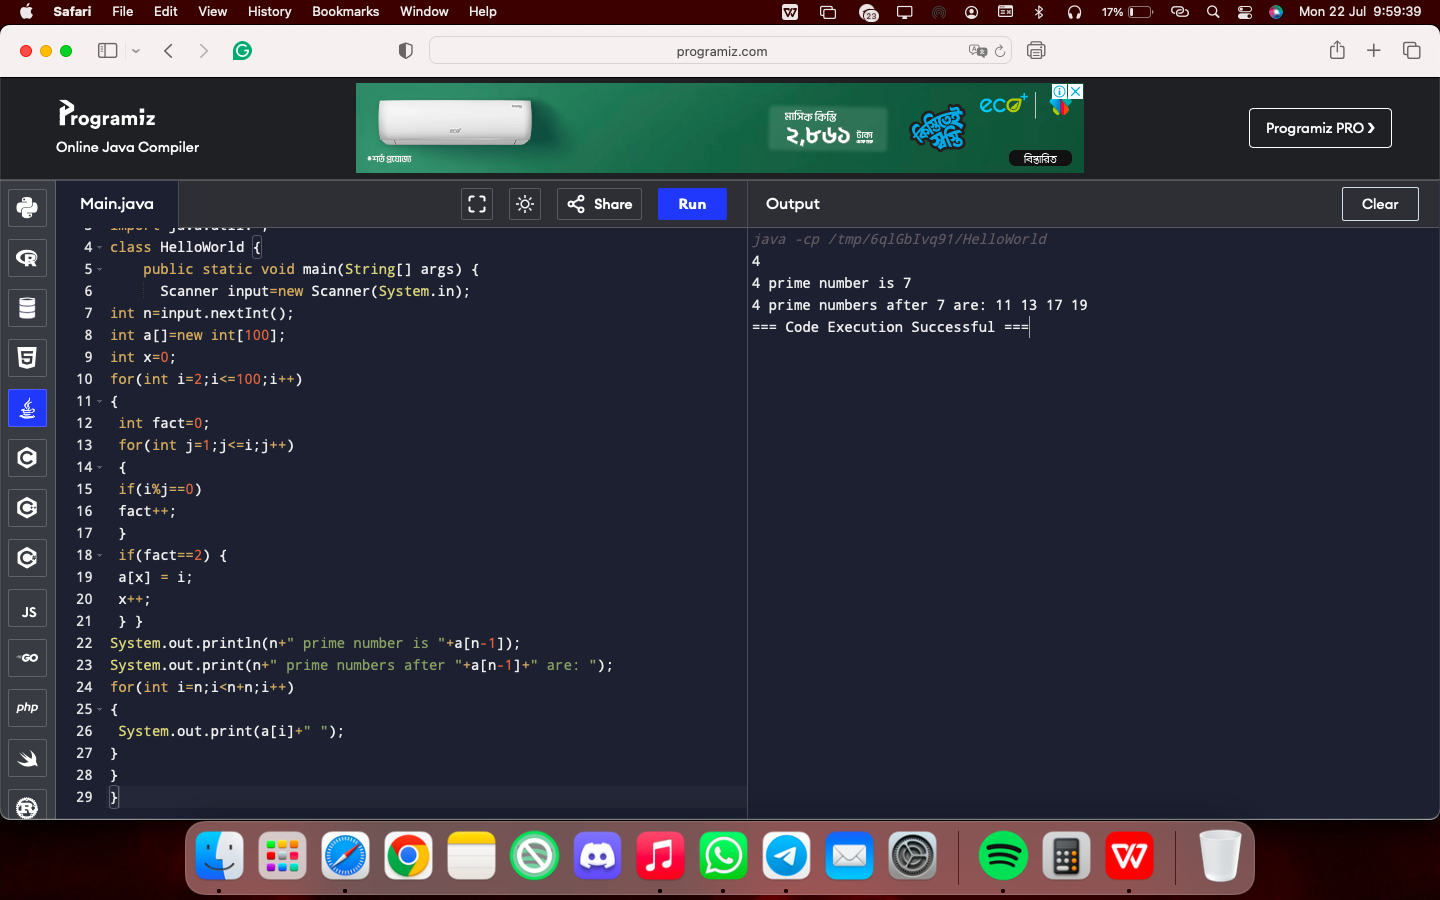 Safari File Edit View History Bookmarks Window Help 23 17% Mon 22 Jul 9:59:39
programiz.com
Programiz
Online Java Compiler
eco
মাসিক কিস্তি
২,৮৬১ টাকা
কিস্তিতেই স্বস্তি
eco+
*শর্ত প্রযোজ্য
বিস্তারিত
Programiz PRO ❯
Main.java
Share
Run
Output
Clear
4 class HelloWorld {
5 public static void main(String[] args) {
6 Scanner input=new Scanner(System.in);
7 int n=input.nextInt();
8 int a[]=new int[100];
9 int x=0;
10 for(int i=2;i<=100;i++)
11 {
12 int fact=0;
13 for(int j=1;j<=i;j++)
14 {
15 if(i%j==0)
16 fact++;
17 }
18 if(fact==2) {
19 a[x] = i;
20 x++;
21 } }
22 System.out.println(n+" prime number is "+a[n-1]);
23 System.out.print(n+" prime numbers after "+a[n-1]+" are: ");
24 for(int i=n;i<n+n;i++)
25 {
26 System.out.print(a[i]+" ");
27 }
28 }
29 }
java -cp /tmp/6qlGbIvq91/HelloWorld
4
4 prime number is 7
4 prime numbers after 7 are: 11 13 17 19
=== Code Execution Successful ===
JS
GO
php